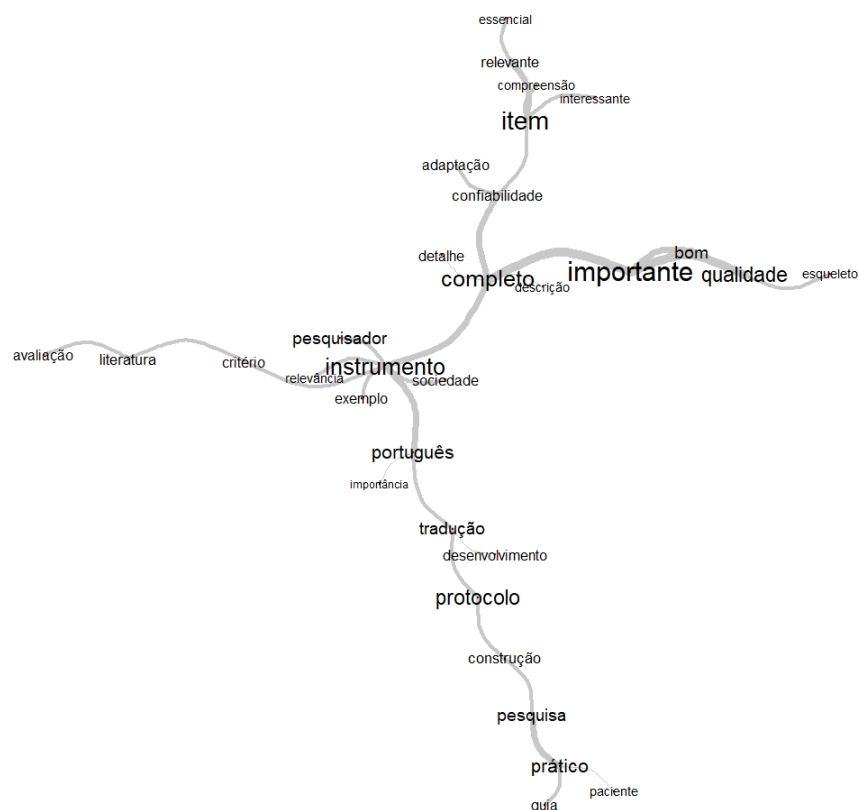 essencial
relevante
compreensão
interessante
item
adaptação
confiabilidade
bom
detalhe
importante
qualidade
esqueleto
completo
descrição
pesquisador
avaliação
literatura
critério
instrumento
relevância
sociedade
exemplo
português
importância
tradução
desenvolvimento
protocolo
construção
pesquisa
prático
paciente
guia